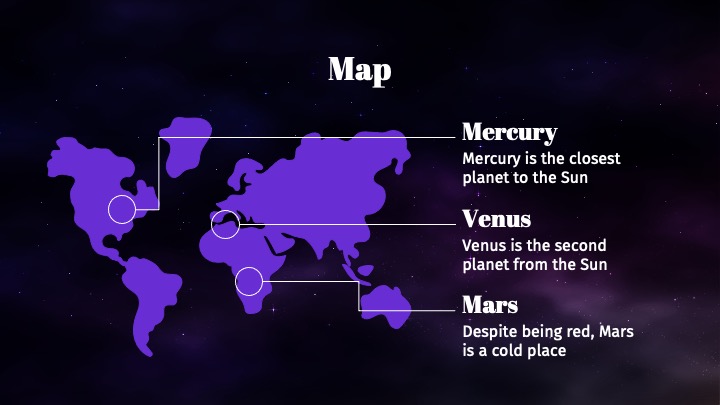 Map
Mercury
Mercury is the closest
planet to the Sun
Venus
Venus is the second
planet from the Sun
Mars
Despite being red, Mars
is a cold place